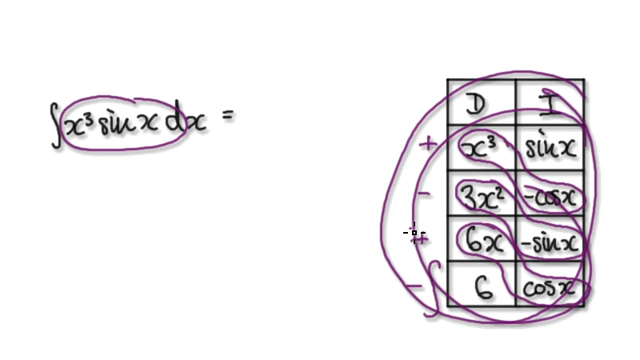 ∫x³ sin x dx =
D I
+ x³ sin x
- 3x² -cos x
+ 6x -sin x
-∫ 6 cos x